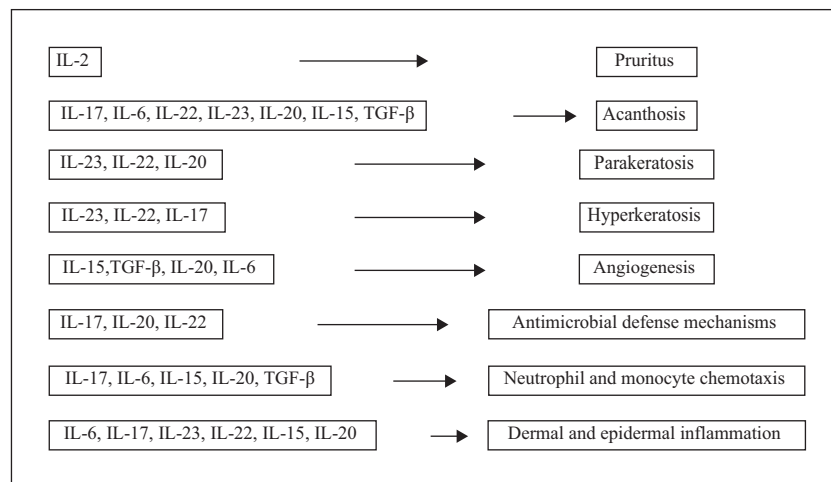 IL-2 Pruritus
IL-17, IL-6, IL-22, IL-23, IL-20, IL-15, TGF-β Acanthosis
IL-23, IL-22, IL-20 Parakeratosis
IL-23, IL-22, IL-17 Hyperkeratosis
IL-15,TGF-β, IL-20, IL-6 Angiogenesis
IL-17, IL-20, IL-22 Antimicrobial defense mechanisms
IL-17, IL-6, IL-15, IL-20, TGF-β Neutrophil and monocyte chemotaxis
IL-6, IL-17, IL-23, IL-22, IL-15, IL-20 Dermal and epidermal inflammation